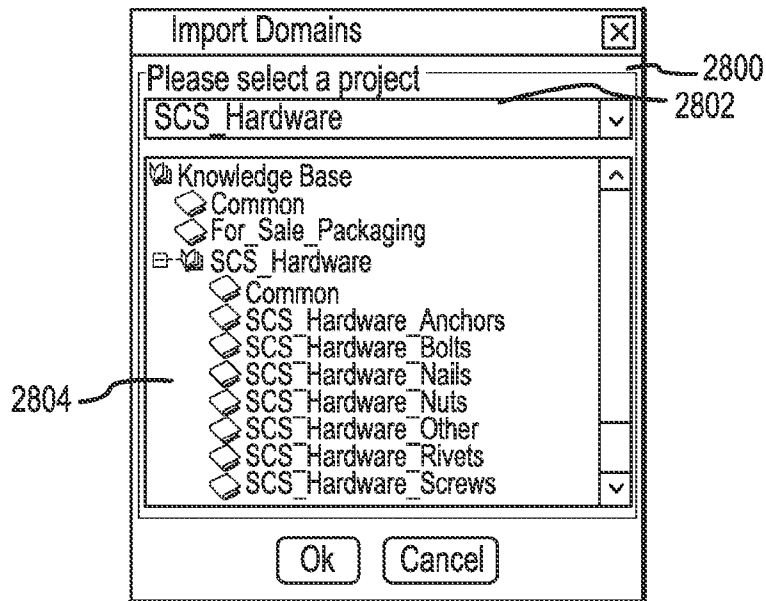 Import Domains
2800
Please select a project
2802
SCS_Hardware
Knowledge Base
Common
For_Sale_Packaging
SCS_Hardware
Common
SCS_Hardware_Anchors
SCS_Hardware_Bolts
SCS_Hardware_Nails
2804
SCS_Hardware_Nuts
SCS_Hardware_Other
SCS_Hardware_Rivets
SCS_Hardware_Screws
Ok Cancel